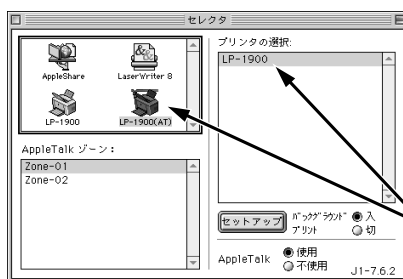 セレクタ
AppleShare
LaserWriter 8
LP-1900
LP-1900(AT)
AppleTalk ゾーン：
Zone-01
Zone-02
プリンタの選択:
LP-1900
セットアップ
バックグラウンド
プリント
入
切
AppleTalk
使用
不使用
J1-7.6.2